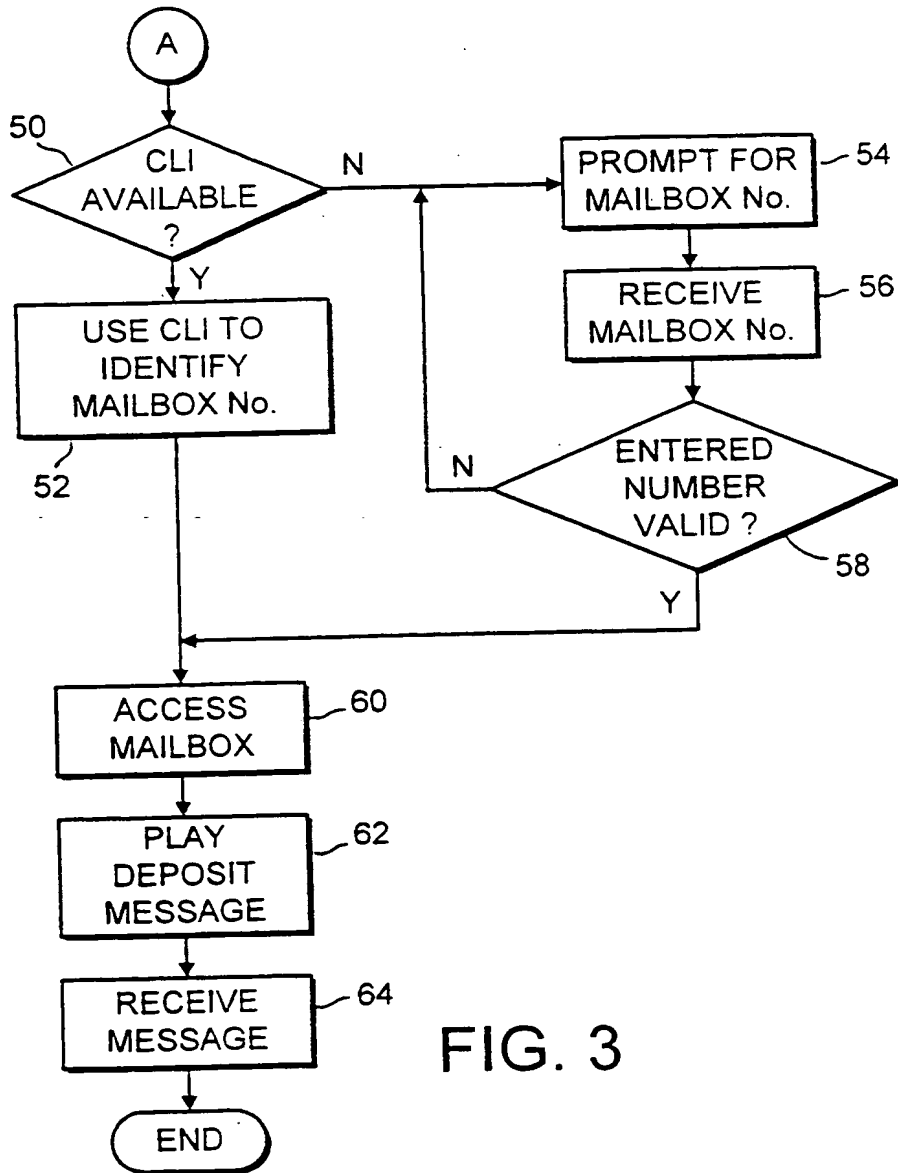 A
50
CLI
AVAILABLE
?
N
Y
USE CLI TO
IDENTIFY
MAILBOX No.
52
PROMPT FOR
MAILBOX No.
54
RECEIVE
MAILBOX No.
56
ENTERED
NUMBER
VALID ?
N
58
Y
ACCESS
MAILBOX
60
PLAY
DEPOSIT
MESSAGE
62
RECEIVE
MESSAGE
64
END
FIG. 3